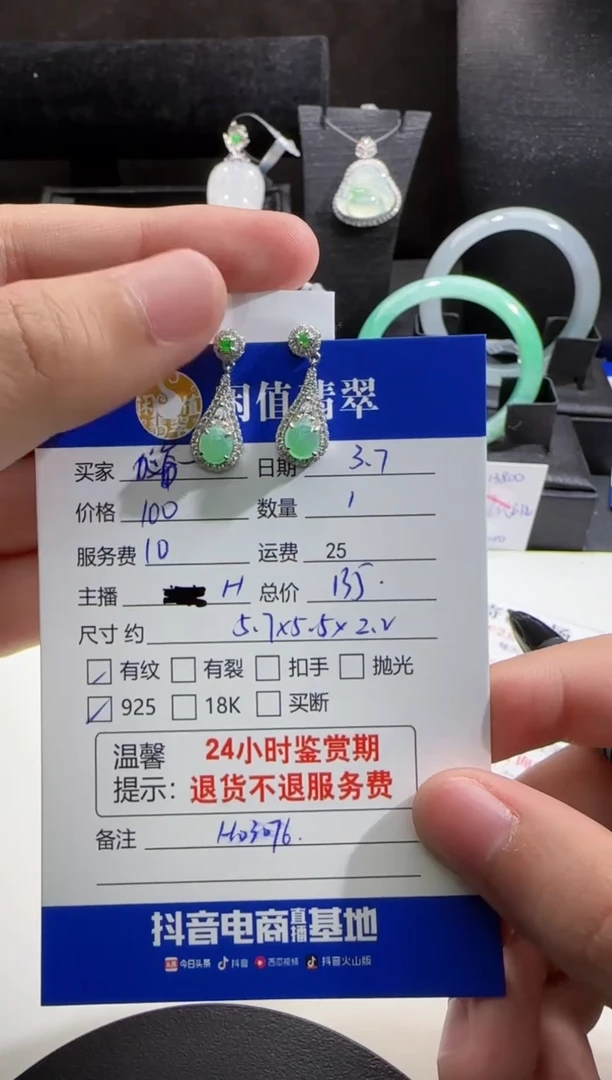 闲值翡翠
买家 日期 3.7
价格 100 数量 1
服务费 10 运费 25
主播 H 总价 135.
尺寸 约 5.7x5.5x2.2
有纹 有裂 扣手 抛光
925 18K 买断
温馨提示: 24小时鉴赏期
退货不退服务费
备注 H03076.
抖音电商直播基地
头条 今日头条 抖音 西瓜视频 抖音火山版
13800